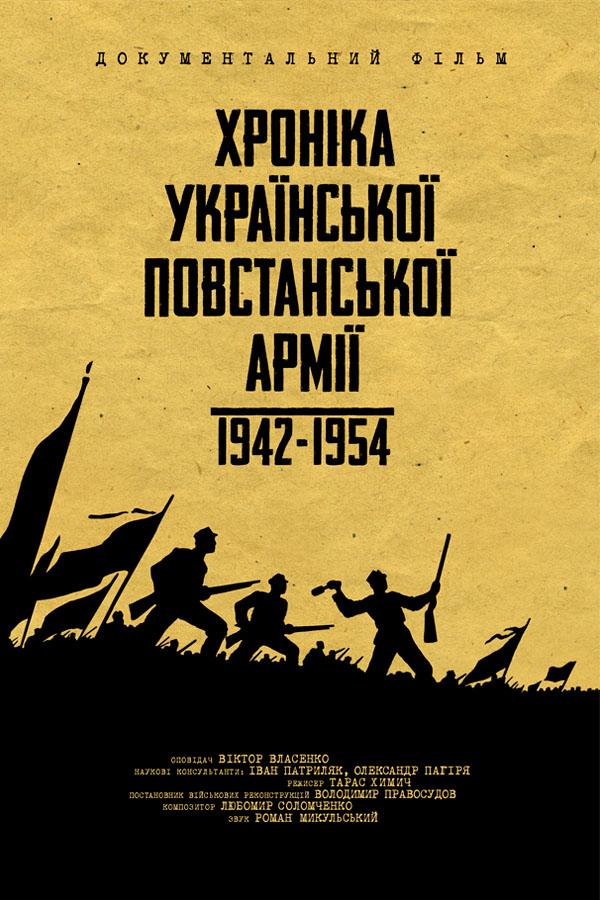 ДОКУМЕНТАЛЬНИЙ ФІЛЬМ
ХРОНІКА
УКРАЇНСЬКОЇ
ПОВСТАНСЬКОЇ
АРМІЇ
1942-1954
ОПОВІДАЧ ВІКТОР ВЛАСЕНКО
НАУКОВІ КОНСУЛЬТАНТИ: ІВАН ПАТРИЛЯК, ОЛЕКСАНДР ПАГІРЯ
РЕЖИСЕР ТАРАС ХИМИЧ
ПОСТАНОВНИК ВІЙСЬКОВИХ РЕКОНСТРУКЦІЙ ВОЛОДИМИР ПРАВОСУДОВ
КОМПОЗИТОР ЛЮБОМИР СОЛОМЧЕНКО
ЗВУК РОМАН МИКУЛЬСЬКИЙ